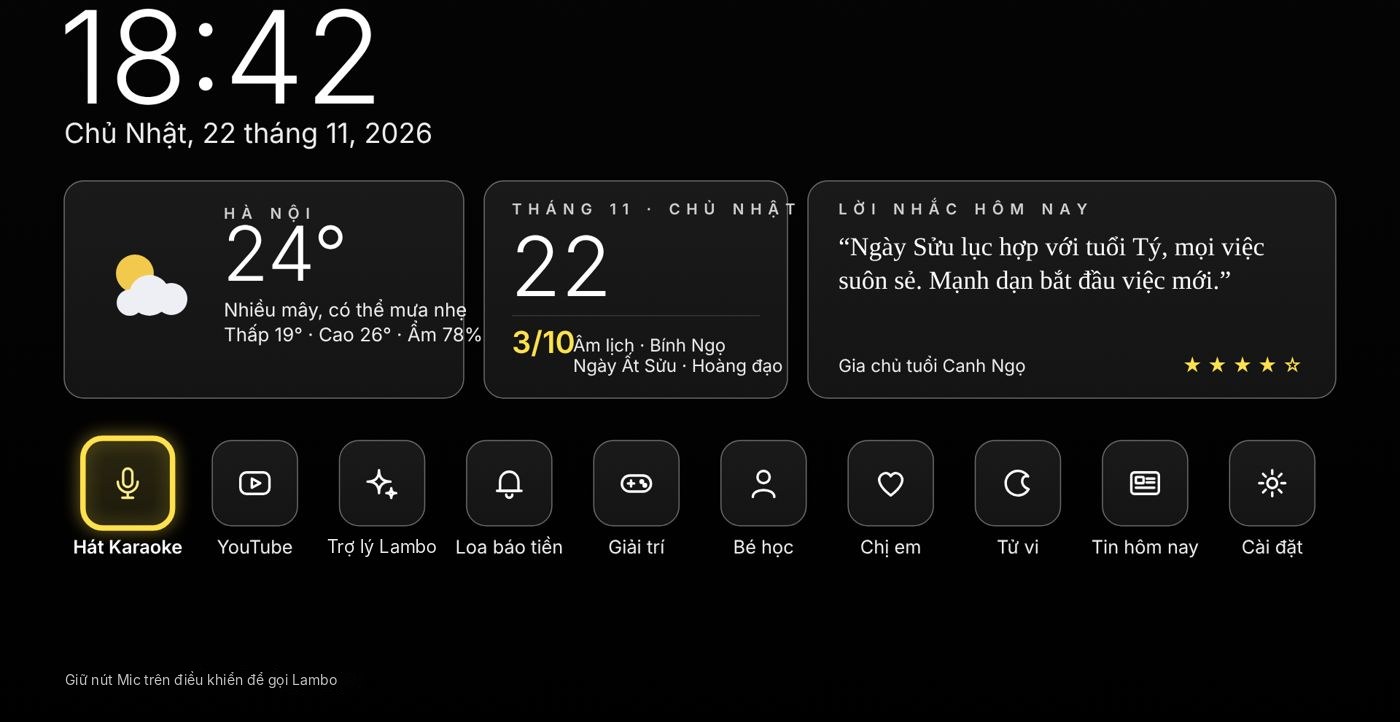 18:42
Chủ Nhật, 22 tháng 11, 2026
HÀ NỘI
24°
Nhiều mây, có thể mưa nhẹ
Thấp 19° · Cao 26° · Ẩm 78%
THÁNG 11 · CHỦ NHẬT
22
3/10
Âm lịch · Bính Ngọ
Ngày Ất Sửu · Hoàng đạo
LỜI NHẮC HÔM NAY
“Ngày Sửu lục hợp với tuổi Tý, mọi việc
suôn sẻ. Mạnh dạn bắt đầu việc mới.”
Gia chủ tuổi Canh Ngọ
★★★★☆
Hát Karaoke
YouTube
Trợ lý Lambo
Loa báo tiền
Giải trí
Bé học
Chị em
Tử vi
Tin hôm nay
Cài đặt
Giữ nút Mic trên điều khiển để gọi Lambo